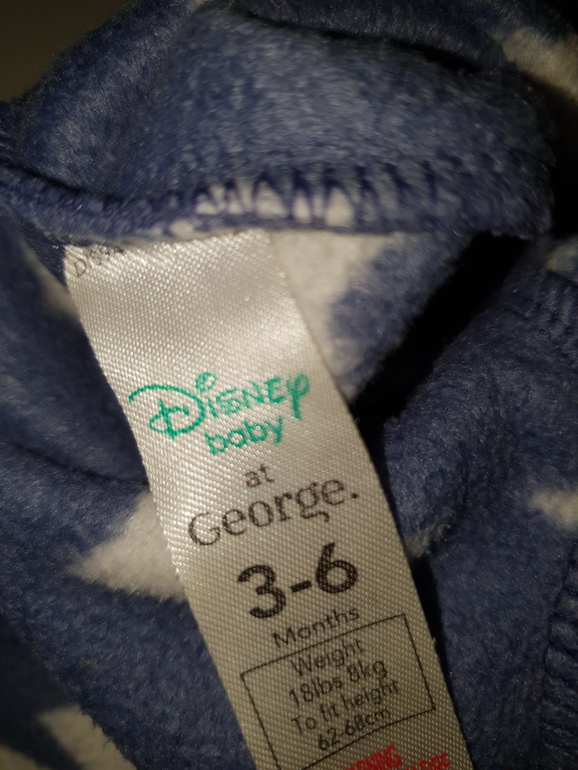 Disney
baby
at
George.
3-6
Months
Weight
18lbs 8kg
To fit height
62-68cm